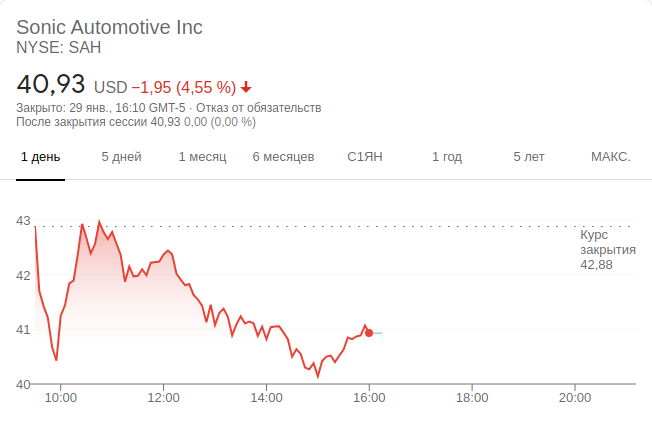 Sonic Automotive Inc
NYSE: SAH
40,93 USD −1,95 (4,55 %)
Закрыто: 29 янв., 16:10 GMT-5 · Отказ от обязательств
После закрытия сессии 40,93 0,00 (0,00 %)
1 день 5 дней 1 месяц 6 месяцев С1ЯН 1 год 5 лет МАКС.
43
Курс
закрытия
42,88
42
41
40
10:00 12:00 14:00 16:00 18:00 20:00